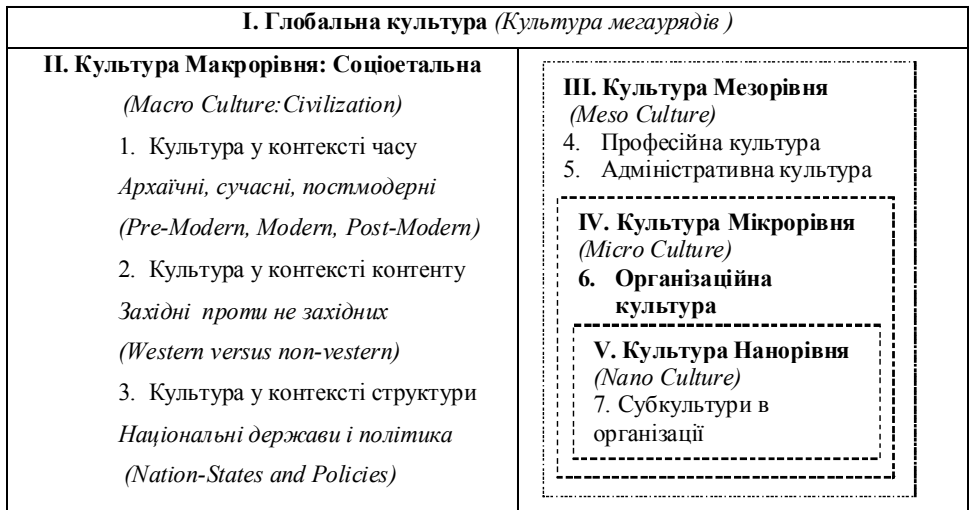 I. Глобальна культура (Культура мегаурядів )
II. Культура Макрорівня: Соціоетальна
(Macro Culture:Civilization)
1. Культура у контексті часу
Архаїчні, сучасні, постмодерні
(Pre-Modern, Modern, Post-Modern)
2. Культура у контексті контенту
Західні проти не західних
(Western versus non-vestern)
3. Культура у контексті структури
Національні держави і політика
(Nation-States and Policies)
III. Культура Мезорівня
(Meso Culture)
4. Професійна культура
5. Адміністративна культура
IV. Культура Мікрорівня
(Micro Culture)
6. Організаційна
культура
V. Культура Нанорівня
(Nano Culture)
7. Субкультури в
організації